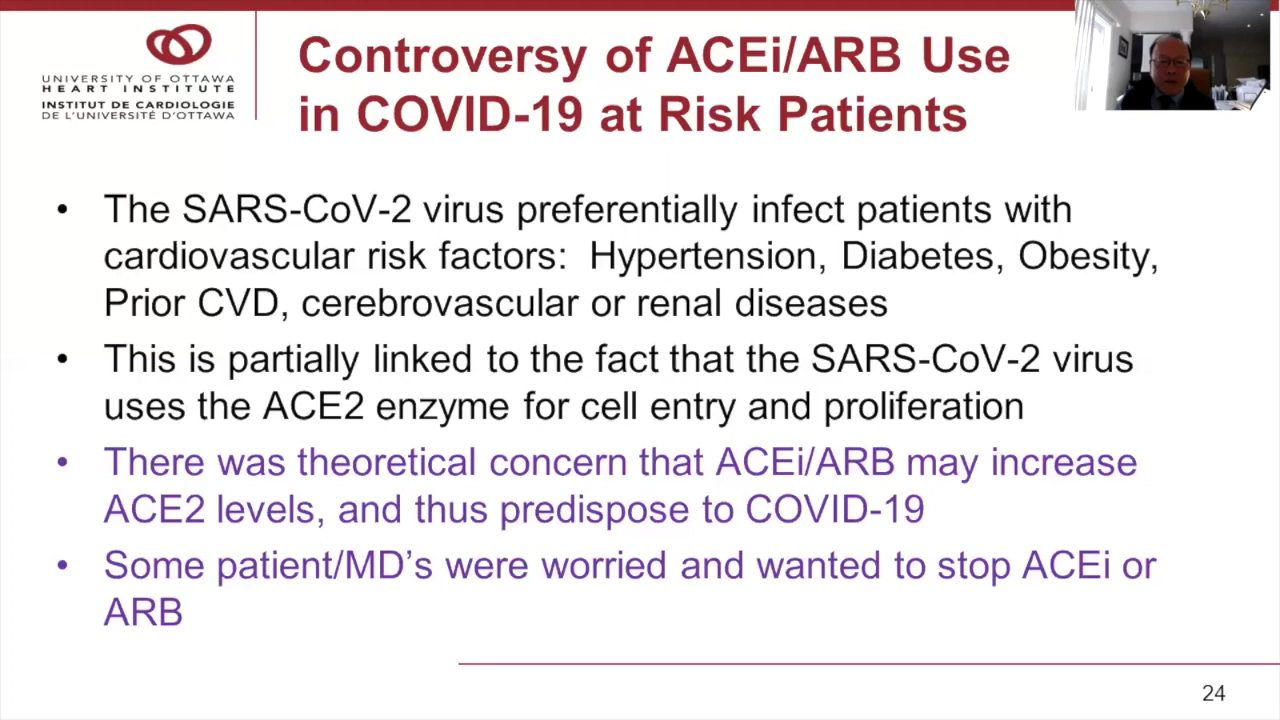 UNIVERSITY OF OTTAWA
HEART INSTITUTE
INSTITUT DE CARDIOLOGIE
DE L'UNIVERSITÉ D'OTTAWA
Controversy of ACEi/ARB Use
in COVID-19 at Risk Patients
• The SARS-CoV-2 virus preferentially infect patients with
cardiovascular risk factors: Hypertension, Diabetes, Obesity,
Prior CVD, cerebrovascular or renal diseases
• This is partially linked to the fact that the SARS-CoV-2 virus
uses the ACE2 enzyme for cell entry and proliferation
• There was theoretical concern that ACEi/ARB may increase
ACE2 levels, and thus predispose to COVID-19
• Some patient/MD's were worried and wanted to stop ACEi or
ARB
24